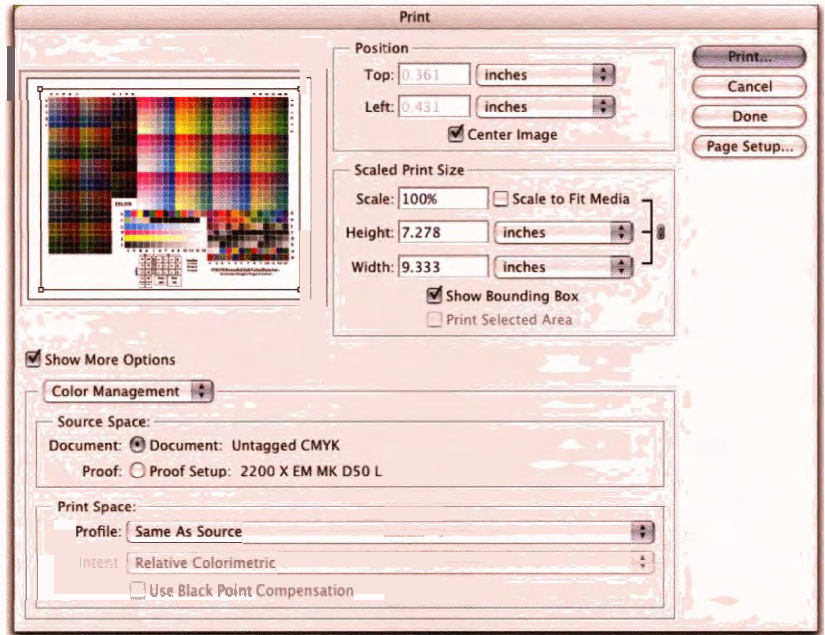 Print
Position
Top: 0.361 inches
Left: 0.431 inches
Center Image
Print...
Cancel
Done
Page Setup...
Scaled Print Size
Scale: 100% Scale to Fit Media
Height: 7.278 inches
Width: 9.333 inches
Show Bounding Box
Print Selected Area
Show More Options
Color Management
Source Space:
Document: Document: Untagged CMYK
Proof: Proof Setup: 2200 X EM MK D50 L
Print Space:
Profile: Same As Source
Intent Relative Colorimetric
Use Black Point Compensation